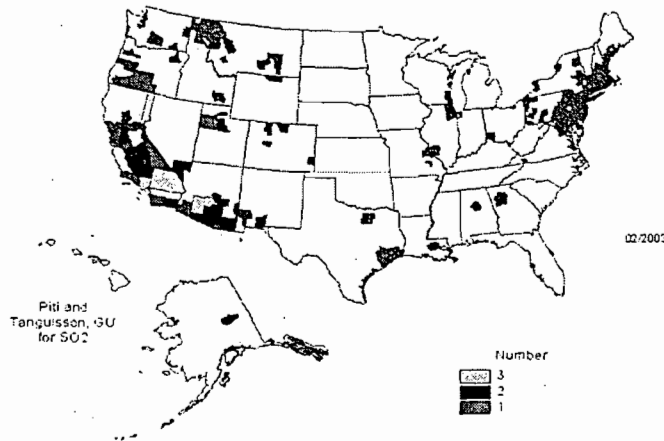 02/2003
Piti and
Tanguisson, GU
for SO2
Number
3
2
1